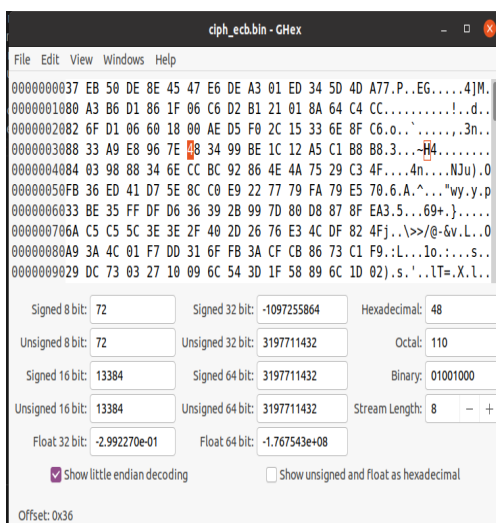 ciph_ecb.bin - GHex
File Edit View Windows Help
0000000037 EB 50 DE 8E 45 47 E6 DE A3 01 ED 34 5D 4D A77.P..EG.....4]M.
0000001080 A3 B6 D1 86 1F 06 C6 D2 B1 21 01 8A 64 C4 CC..........!..d..
0000002082 6F D1 06 60 18 00 AE D5 F0 2C 15 33 6E 8F C6.o..`.....,.3n..
0000003088 33 A9 E8 96 7E 48 34 99 BE 1C 12 A5 C1 B8 B8.3...~H4........
0000004084 03 98 88 34 6E CC BC 92 86 4E 4A 75 29 C3 4F....4n....NJu).O
00000050FB 36 ED 41 D7 5E 8C C0 E9 22 77 79 FA 79 E5 70.6.A.^..."wy.y.p
0000006033 BE 35 FF DF D6 36 39 2B 99 7D 80 D8 87 8F EA3.5...69+.}.....
000000706A C5 C5 5C 3E 3E 2F 40 2D 26 76 E3 4C DF 82 4Fj..\>>/@-&v.L..O
00000080A9 3A 4C 01 F7 DD 31 6F FB 3A CF CB 86 73 C1 F9.:L...1o.:...s..
0000009029 DC 73 03 27 10 09 6C 54 3D 1F 58 89 6C 1D 02).s.'..lT=.X.l..
Signed 8 bit: 72 Signed 32 bit: -1097255864 Hexadecimal: 48
Unsigned 8 bit: 72 Unsigned 32 bit: 3197711432 Octal: 110
Signed 16 bit: 13384 Signed 64 bit: 3197711432 Binary: 01001000
Unsigned 16 bit: 13384 Unsigned 64 bit: 3197711432 Stream Length: 8 - +
Float 32 bit: -2.992270e-01 Float 64 bit: -1.767543e+08
Show little endian decoding Show unsigned and float as hexadecimal
Offset: 0x36